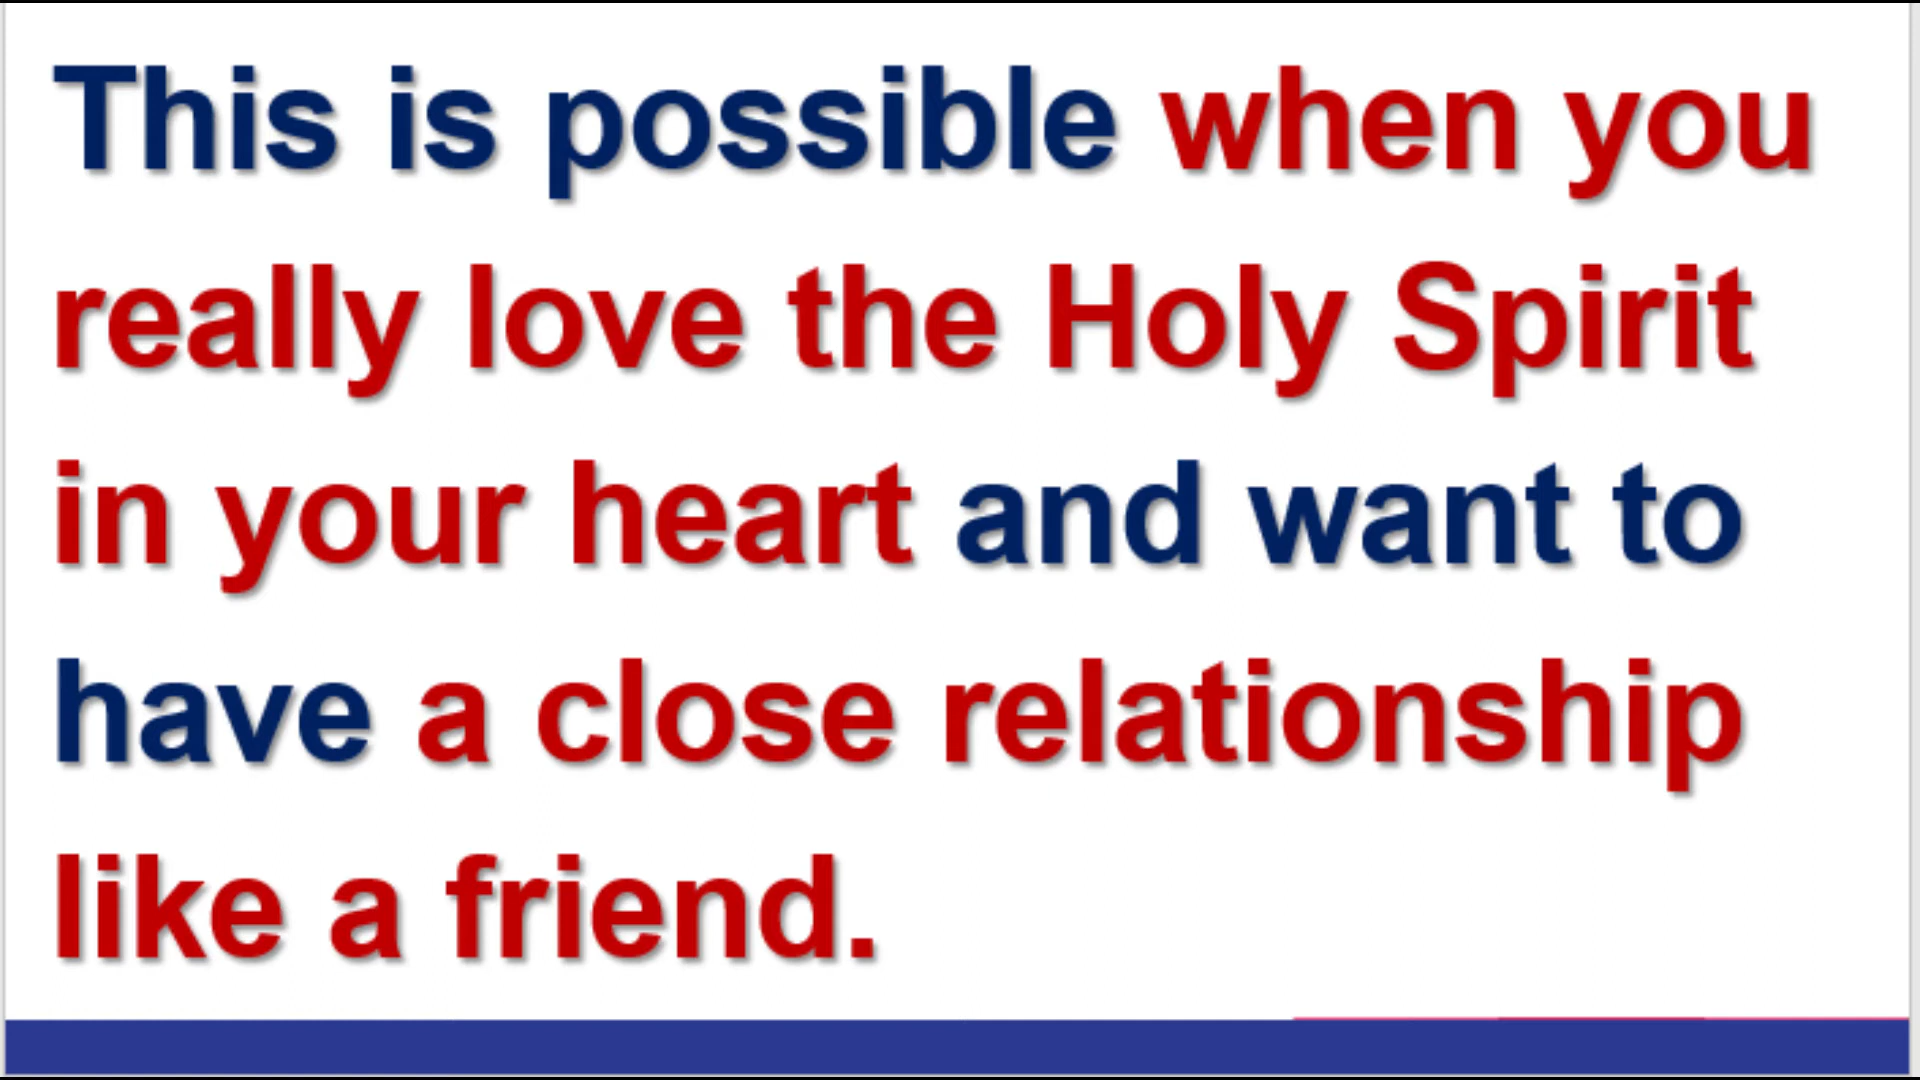 This is possible when you
really love the Holy Spirit
in your heart and want to
have a close relationship
like a friend.